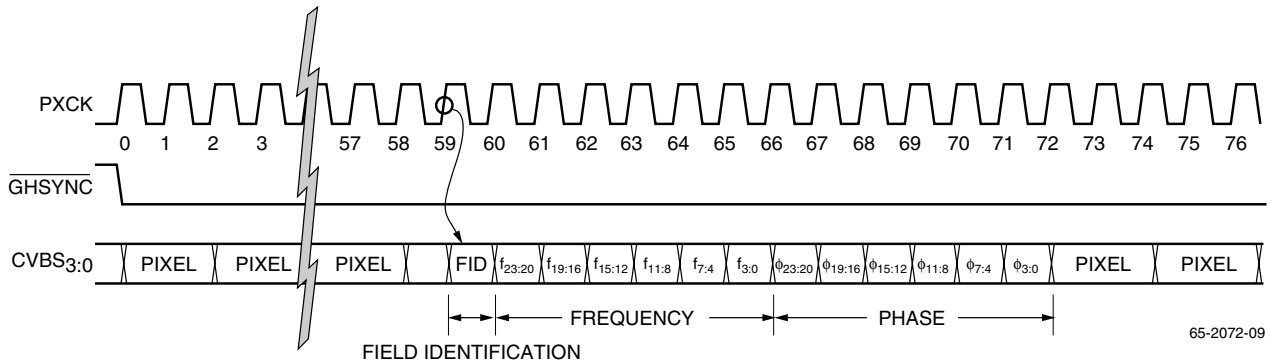 PXCK
0 1 2 3 57 58 59 60 61 62 63 64 65 66 67 68 69 70 71 72 73 74 75 76
GHSYNC
CVBS3:0 PIXEL PIXEL PIXEL FID f23:20 f19:16 f15:12 f11:8 f7:4 f3:0 ϕ23:20 ϕ19:16 ϕ15:12 ϕ11:8 ϕ7:4 ϕ3:0 PIXEL PIXEL
FREQUENCY PHASE
65-2072-09
FIELD IDENTIFICATION